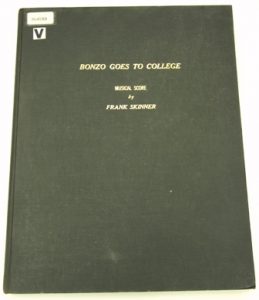 V
BONZO GOES TO COLLEGE
MUSICAL SCORE
by
FRANK SKINNER